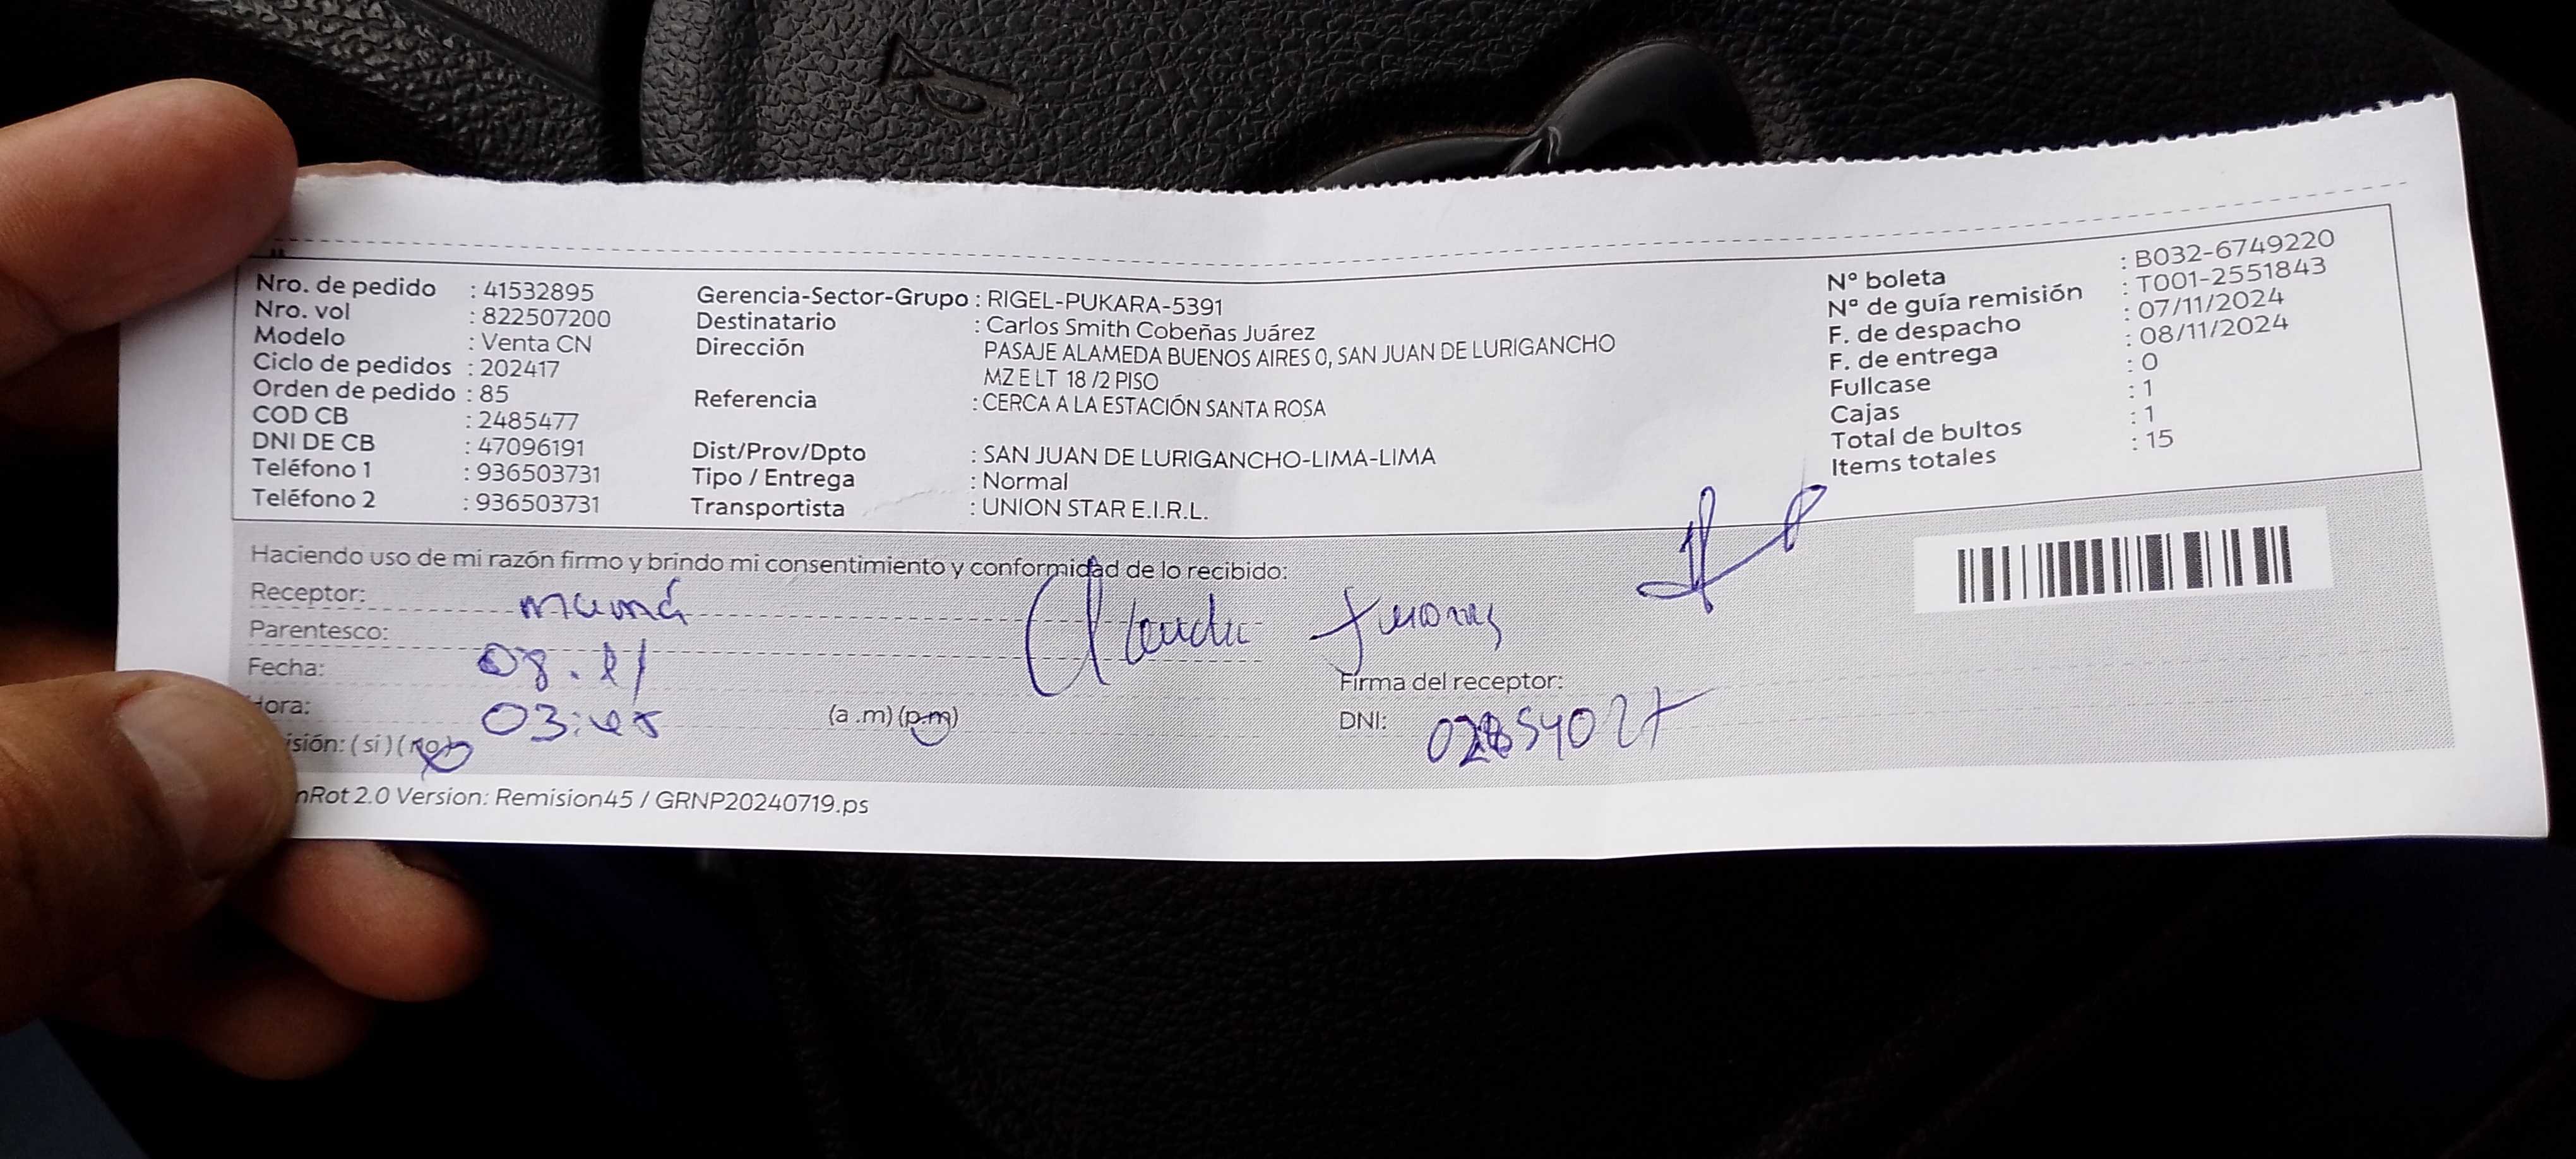 Nro. de pedido : 41532895
Nro. vol : 822507200
Modelo : Venta CN
Ciclo de pedidos : 202417
Orden de pedido : 85
COD CB : 2485477
DNI DE CB : 47096191
Teléfono 1 : 936503731
Teléfono 2 : 936503731
Gerencia-Sector-Grupo : RIGEL-PUKARA-5391
Destinatario : Carlos Smith Cobeñas Juárez
Dirección PASAJE ALAMEDA BUENOS AIRES 0, SAN JUAN DE LURIGANCHO
MZ E LT 18 /2 PISO
Referencia : CERCA A LA ESTACIÓN SANTA ROSA
Dist/Prov/Dpto : SAN JUAN DE LURIGANCHO-LIMA-LIMA
Tipo / Entrega : Normal
Transportista : UNION STAR E.I.R.L.
Nº boleta : B032-6749220
Nº de guía remisión : T001-2551843
F. de despacho : 07/11/2024
F. de entrega : 08/11/2024
Fullcase : 0
Cajas : 1
Total de bultos : 1
Items totales : 15
Haciendo uso de mi razón firmo y brindo mi consentimiento y conformidad de lo recibido:
Receptor: mamá
Parentesco:
Fecha: 08.11
ora: 03: (a .m) (p.m)
isión: (si) (no)
Firma del receptor:
DNI:
nRot 2.0 Version: Remision45 / GRNP20240719.ps